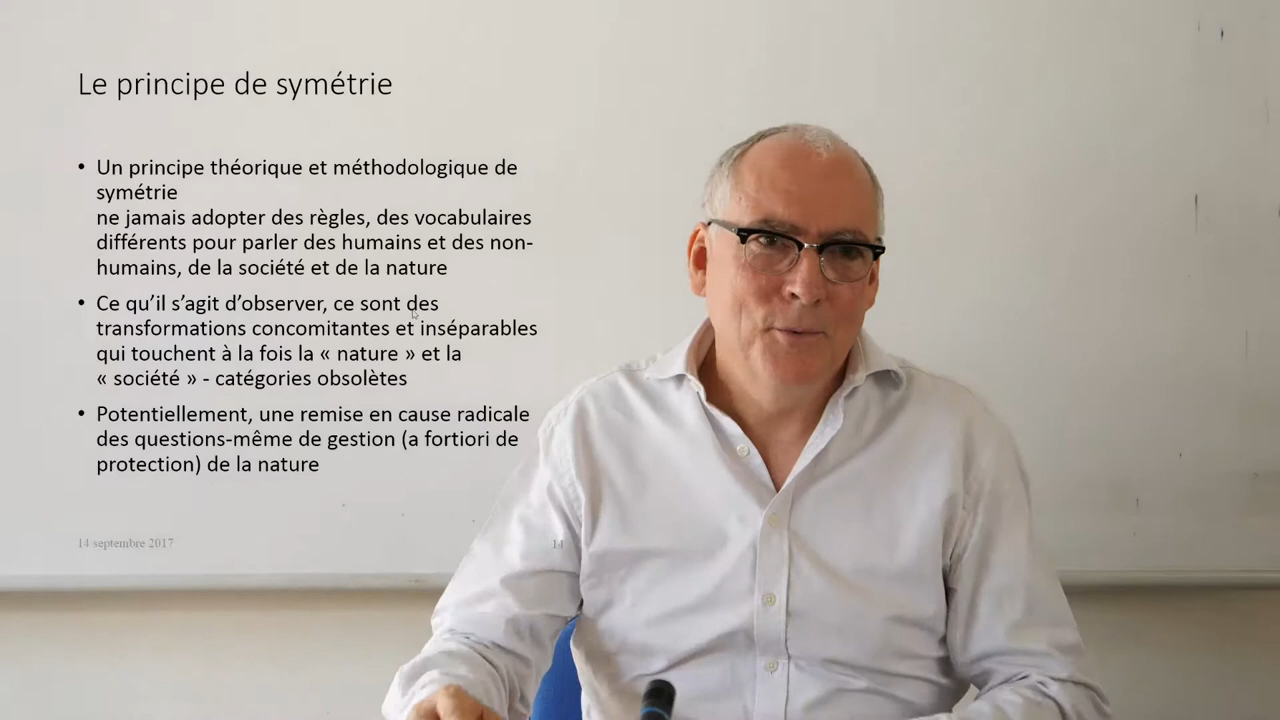 Le principe de symétrie
• Un principe théorique et méthodologique de
symétrie
ne jamais adopter des règles, des vocabulaires
différents pour parler des humains et des non-
humains, de la société et de la nature
• Ce qu’il s’agit d’observer, ce sont des
transformations concomitantes et inséparables
qui touchent à la fois la « nature » et la
« société » - catégories obsolètes
• Potentiellement, une remise en cause radicale
des questions-même de gestion (a fortiori de
protection) de la nature
14 septembre 2017
14